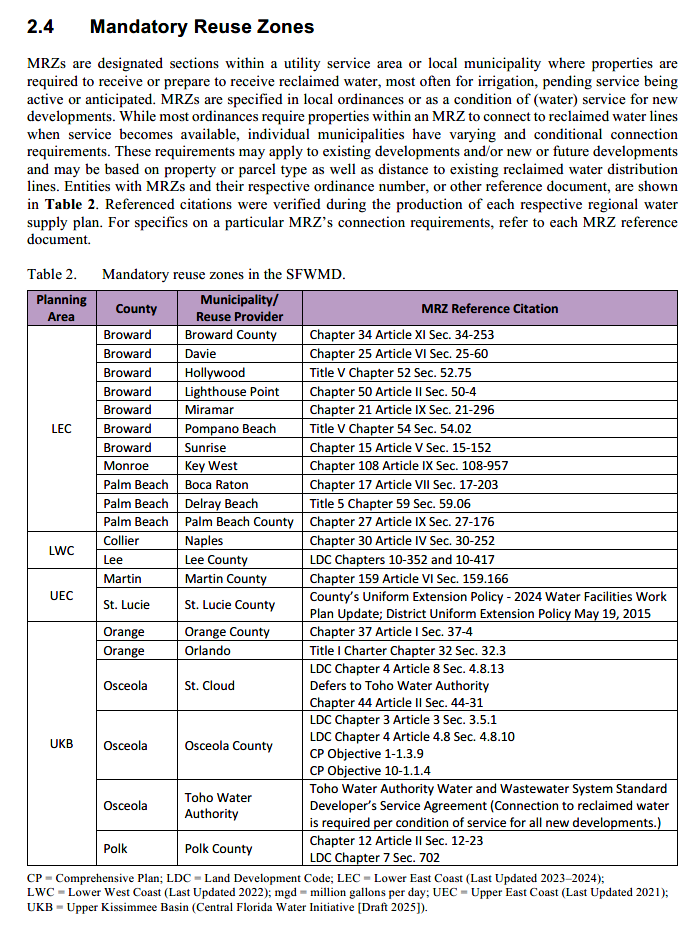 2.4 Mandatory Reuse Zones
MRZs are designated sections within a utility service area or local municipality where properties are
required to receive or prepare to receive reclaimed water, most often for irrigation, pending service being
active or anticipated. MRZs are specified in local ordinances or as a condition of (water) service for new
developments. While most ordinances require properties within an MRZ to connect to reclaimed water lines
when service becomes available, individual municipalities have varying and conditional connection
requirements. These requirements may apply to existing developments and/or new or future developments
and may be based on property or parcel type as well as distance to existing reclaimed water distribution
lines. Entities with MRZs and their respective ordinance number, or other reference document, are shown
in Table 2. Referenced citations were verified during the production of each respective regional water
supply plan. For specifics on a particular MRZ's connection requirements, refer to each MRZ reference
document.
Table 2. Mandatory reuse zones in the SFWMD.
Planning Area County Municipality/ Reuse Provider MRZ Reference Citation
LEC
Broward Broward County Chapter 34 Article XI Sec. 34-253
Broward Davie Chapter 25 Article VI Sec. 25-60
Broward Hollywood Title V Chapter 52 Sec. 52.75
Broward Lighthouse Point Chapter 50 Article II Sec. 50-4
Broward Miramar Chapter 21 Article IX Sec. 21-296
Broward Pompano Beach Title V Chapter 54 Sec. 54.02
Broward Sunrise Chapter 15 Article V Sec. 15-152
Monroe Key West Chapter 108 Article IX Sec. 108-957
Palm Beach Boca Raton Chapter 17 Article VII Sec. 17-203
Palm Beach Delray Beach Title 5 Chapter 59 Sec. 59.06
Palm Beach Palm Beach County Chapter 27 Article IX Sec. 27-176
LWC
Collier Naples Chapter 30 Article IV Sec. 30-252
Lee Lee County LDC Chapters 10-352 and 10-417
UEC
Martin Martin County Chapter 159 Article VI Sec. 159.166
St. Lucie St. Lucie County County's Uniform Extension Policy - 2024 Water Facilities Work
Plan Update; District Uniform Extension Policy May 19, 2015
UKB
Orange Orange County Chapter 37 Article I Sec. 37-4
Orange Orlando Title I Charter Chapter 32 Sec. 32.3
Osceola St. Cloud LDC Chapter 4 Article 8 Sec. 4.8.13
Defers to Toho Water Authority
Chapter 44 Article II Sec. 44-31
Osceola Osceola County LDC Chapter 3 Article 3 Sec. 3.5.1
LDC Chapter 4 Article 4.8 Sec. 4.8.10
CP Objective 1-1.3.9
CP Objective 10-1.1.4
Osceola Toho Water Authority Toho Water Authority Water and Wastewater System Standard
Developer's Service Agreement (Connection to reclaimed water
is required per condition of service for all new developments.)
Polk Polk County Chapter 12 Article II Sec. 12-23
LDC Chapter 7 Sec. 702
CP = Comprehensive Plan; LDC = Land Development Code; LEC = Lower East Coast (Last Updated 2023–2024);
LWC = Lower West Coast (Last Updated 2022); mgd = million gallons per day; UEC = Upper East Coast (Last Updated 2021);
UKB = Upper Kissimmee Basin (Central Florida Water Initiative [Draft 2025]).